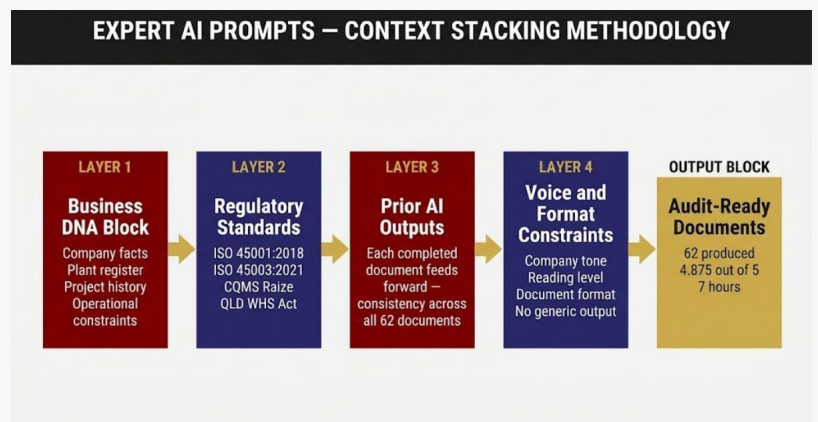 EXPERT AI PROMPTS — CONTEXT STACKING METHODOLOGY
LAYER 1
Business
DNA Block
Company facts
Plant register
Project history
Operational
constraints
LAYER 2
Regulatory
Standards
ISO 45001:2018
ISO 45003:2021
CQMS Raize
QLD WHS Act
LAYER 3
Prior AI
Outputs
Each completed
document feeds
forward —
consistency across
all 62 documents
LAYER 4
Voice and
Format
Constraints
Company tone
Reading level
Document format
No generic output
OUTPUT BLOCK
Audit-Ready
Documents
62 produced
4.875 out of 5
7 hours